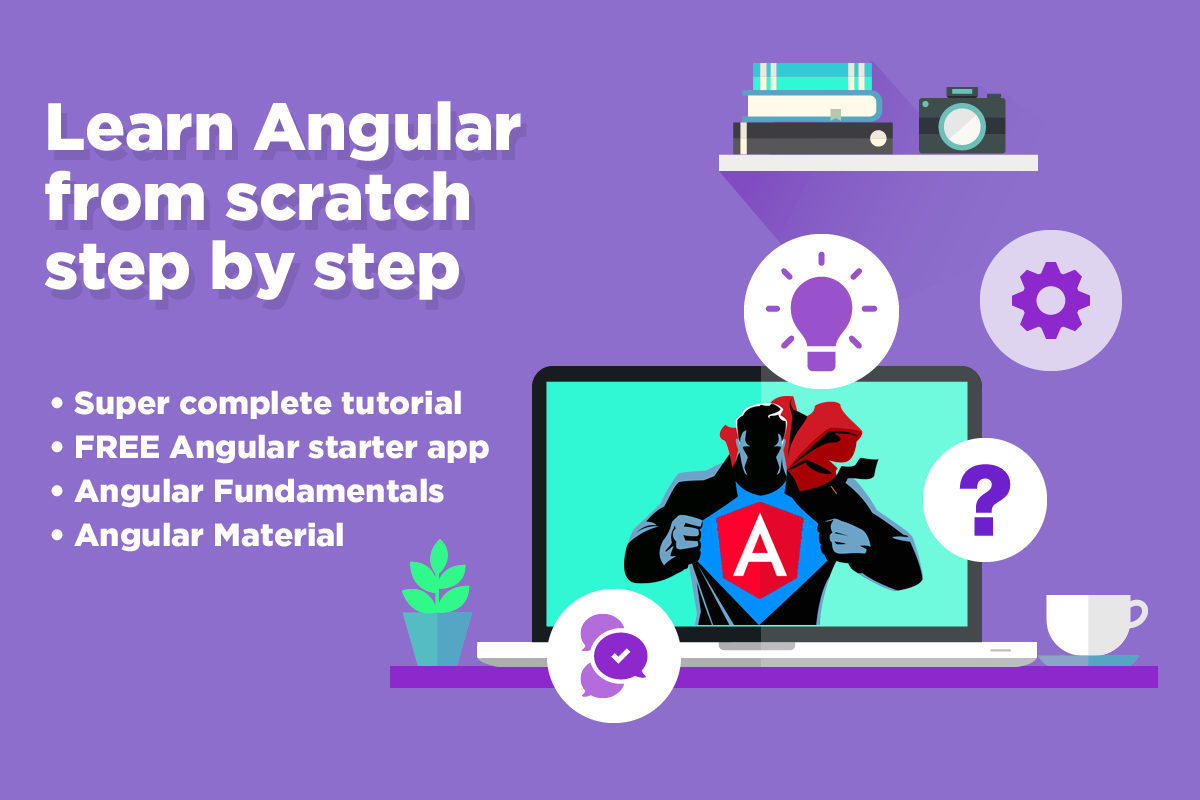 Learn Angular
from scratch
step by step
• Super complete tutorial
• FREE Angular starter app
• Angular Fundamentals
• Angular Material
A
?